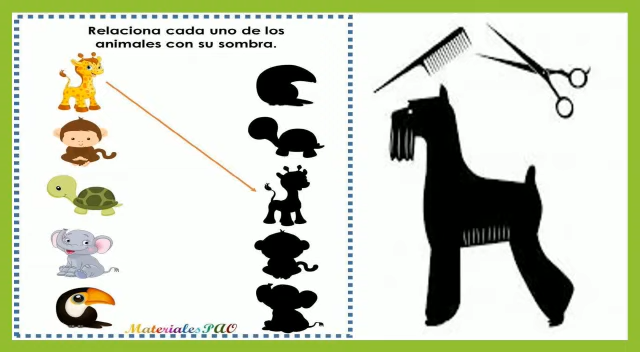 Relaciona cada uno de los
animales con su sombra.
MaterialesPAO